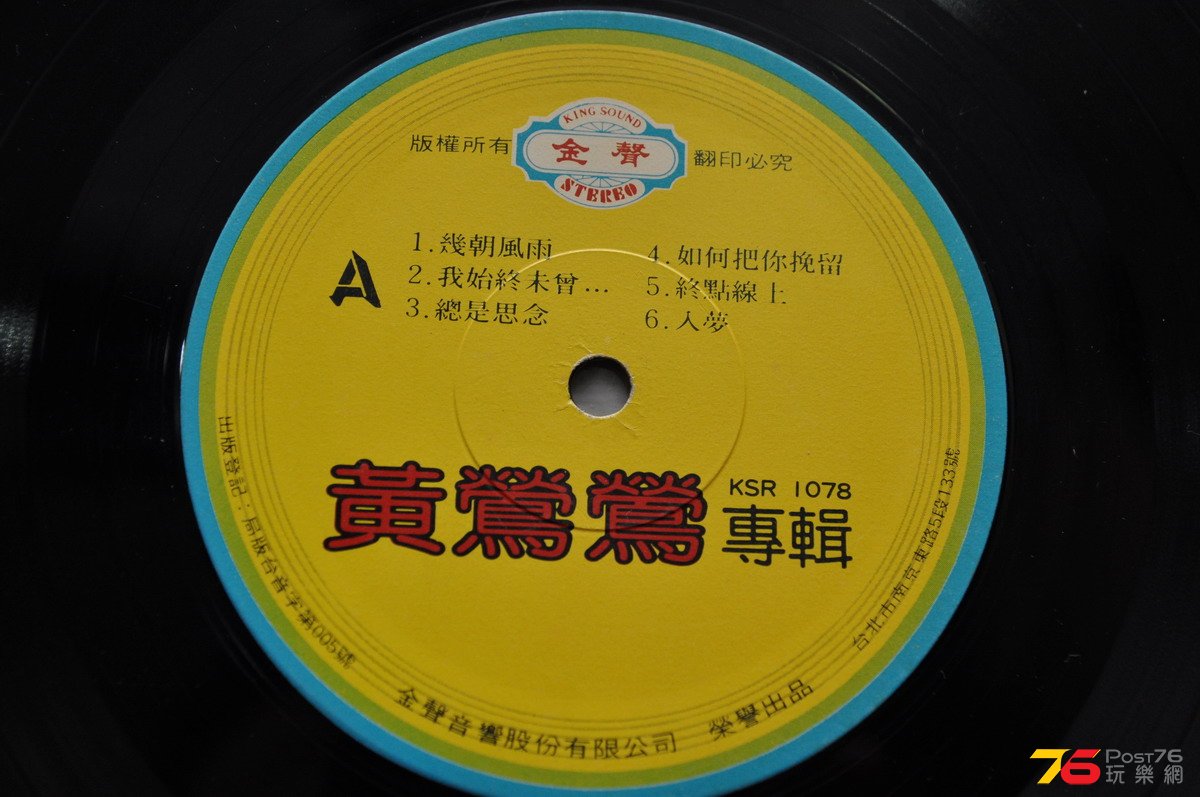 KING SOUND
版權所有 金聲 翻印必究
STEREO
A
1.幾朝風雨
2.我始終未曾...
3.總是思念
4.如何把你挽留
5.終點線上
6.入夢
黃鶯鶯 專輯
KSR 1078
出版登記：局版台音字第005號
金聲音響股份有限公司 榮譽出品
台北市南京東路5段133號
76 POST76
玩樂網